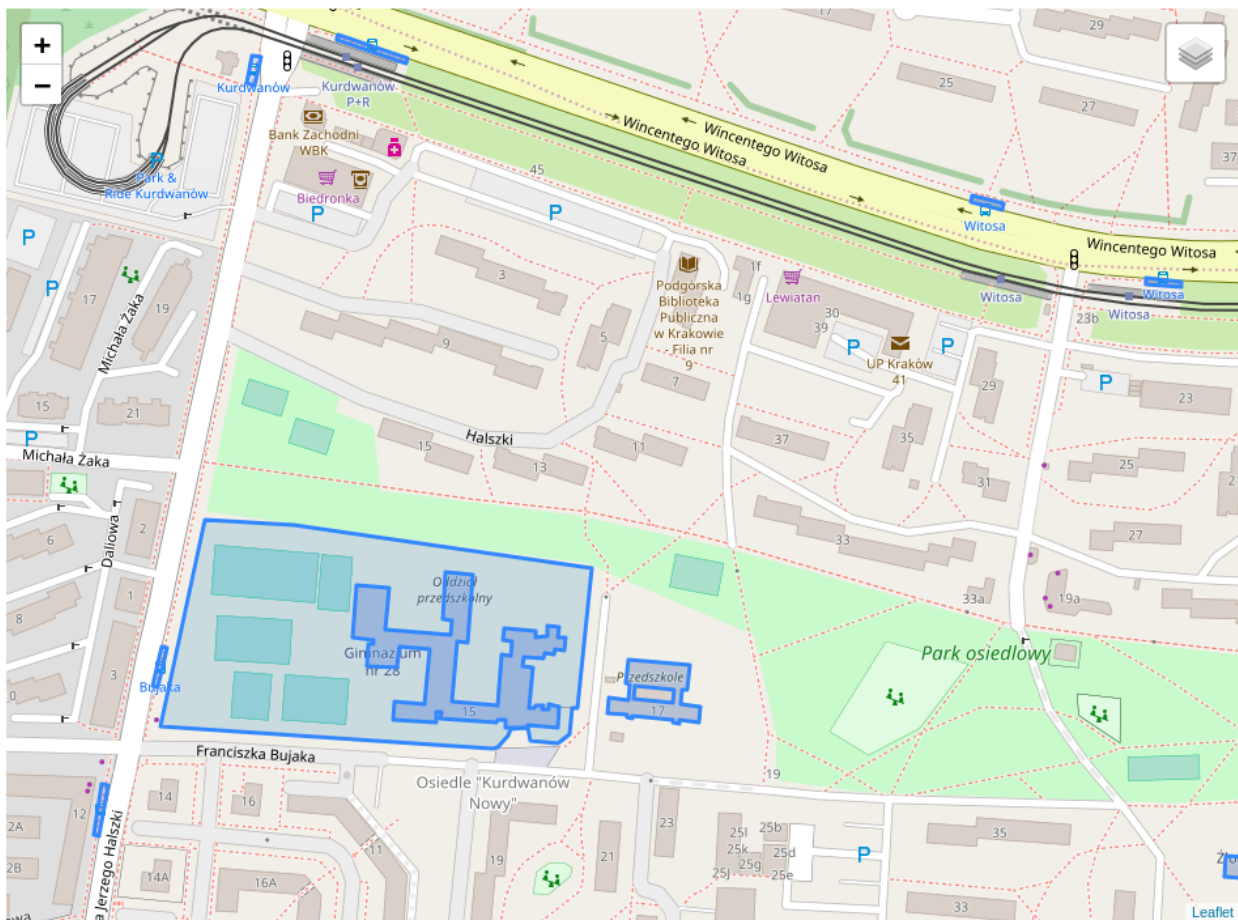 17
29
+
−
Kurdwanów
Kurdwanów
P+R
25
27
Bank Zachodni
WBK
Wincentego Witosa
Wincentego Witosa
37
P
Park &
Ride Kurdwanów
45
Biedronka
P
P
Witosa
P
Wincentego Witosa
3
1f
Podgórska
Biblioteka
Publiczna
w Krakowie
- Filia nr
9
1g
Lewiatan
Witosa
Witosa
Witosa
23b
P
17
19
Michała Żaka
9
5
30
39
P
P
UP Kraków
41
7
29
P
23
15
21
P
Michała Żaka
Halszki
15
13
11
37
35
31
25
2
6
Daliowa
33
27
1
8
Oddział
przedszkolny
33a
19a
Gimnazjum
nr 28
Park osiedlowy
3
0
Bujaka
Przedszkole
15
17
Franciszka Bujaka
Osiedle "Kurdwanów
Nowy"
19
14
16
12
2A
2B
14A
16A
11
19
21
23
25l
25b
25k
25d
25g
25j
25e
P
35
33
a Jerzego Halszki
owa
Leaflet